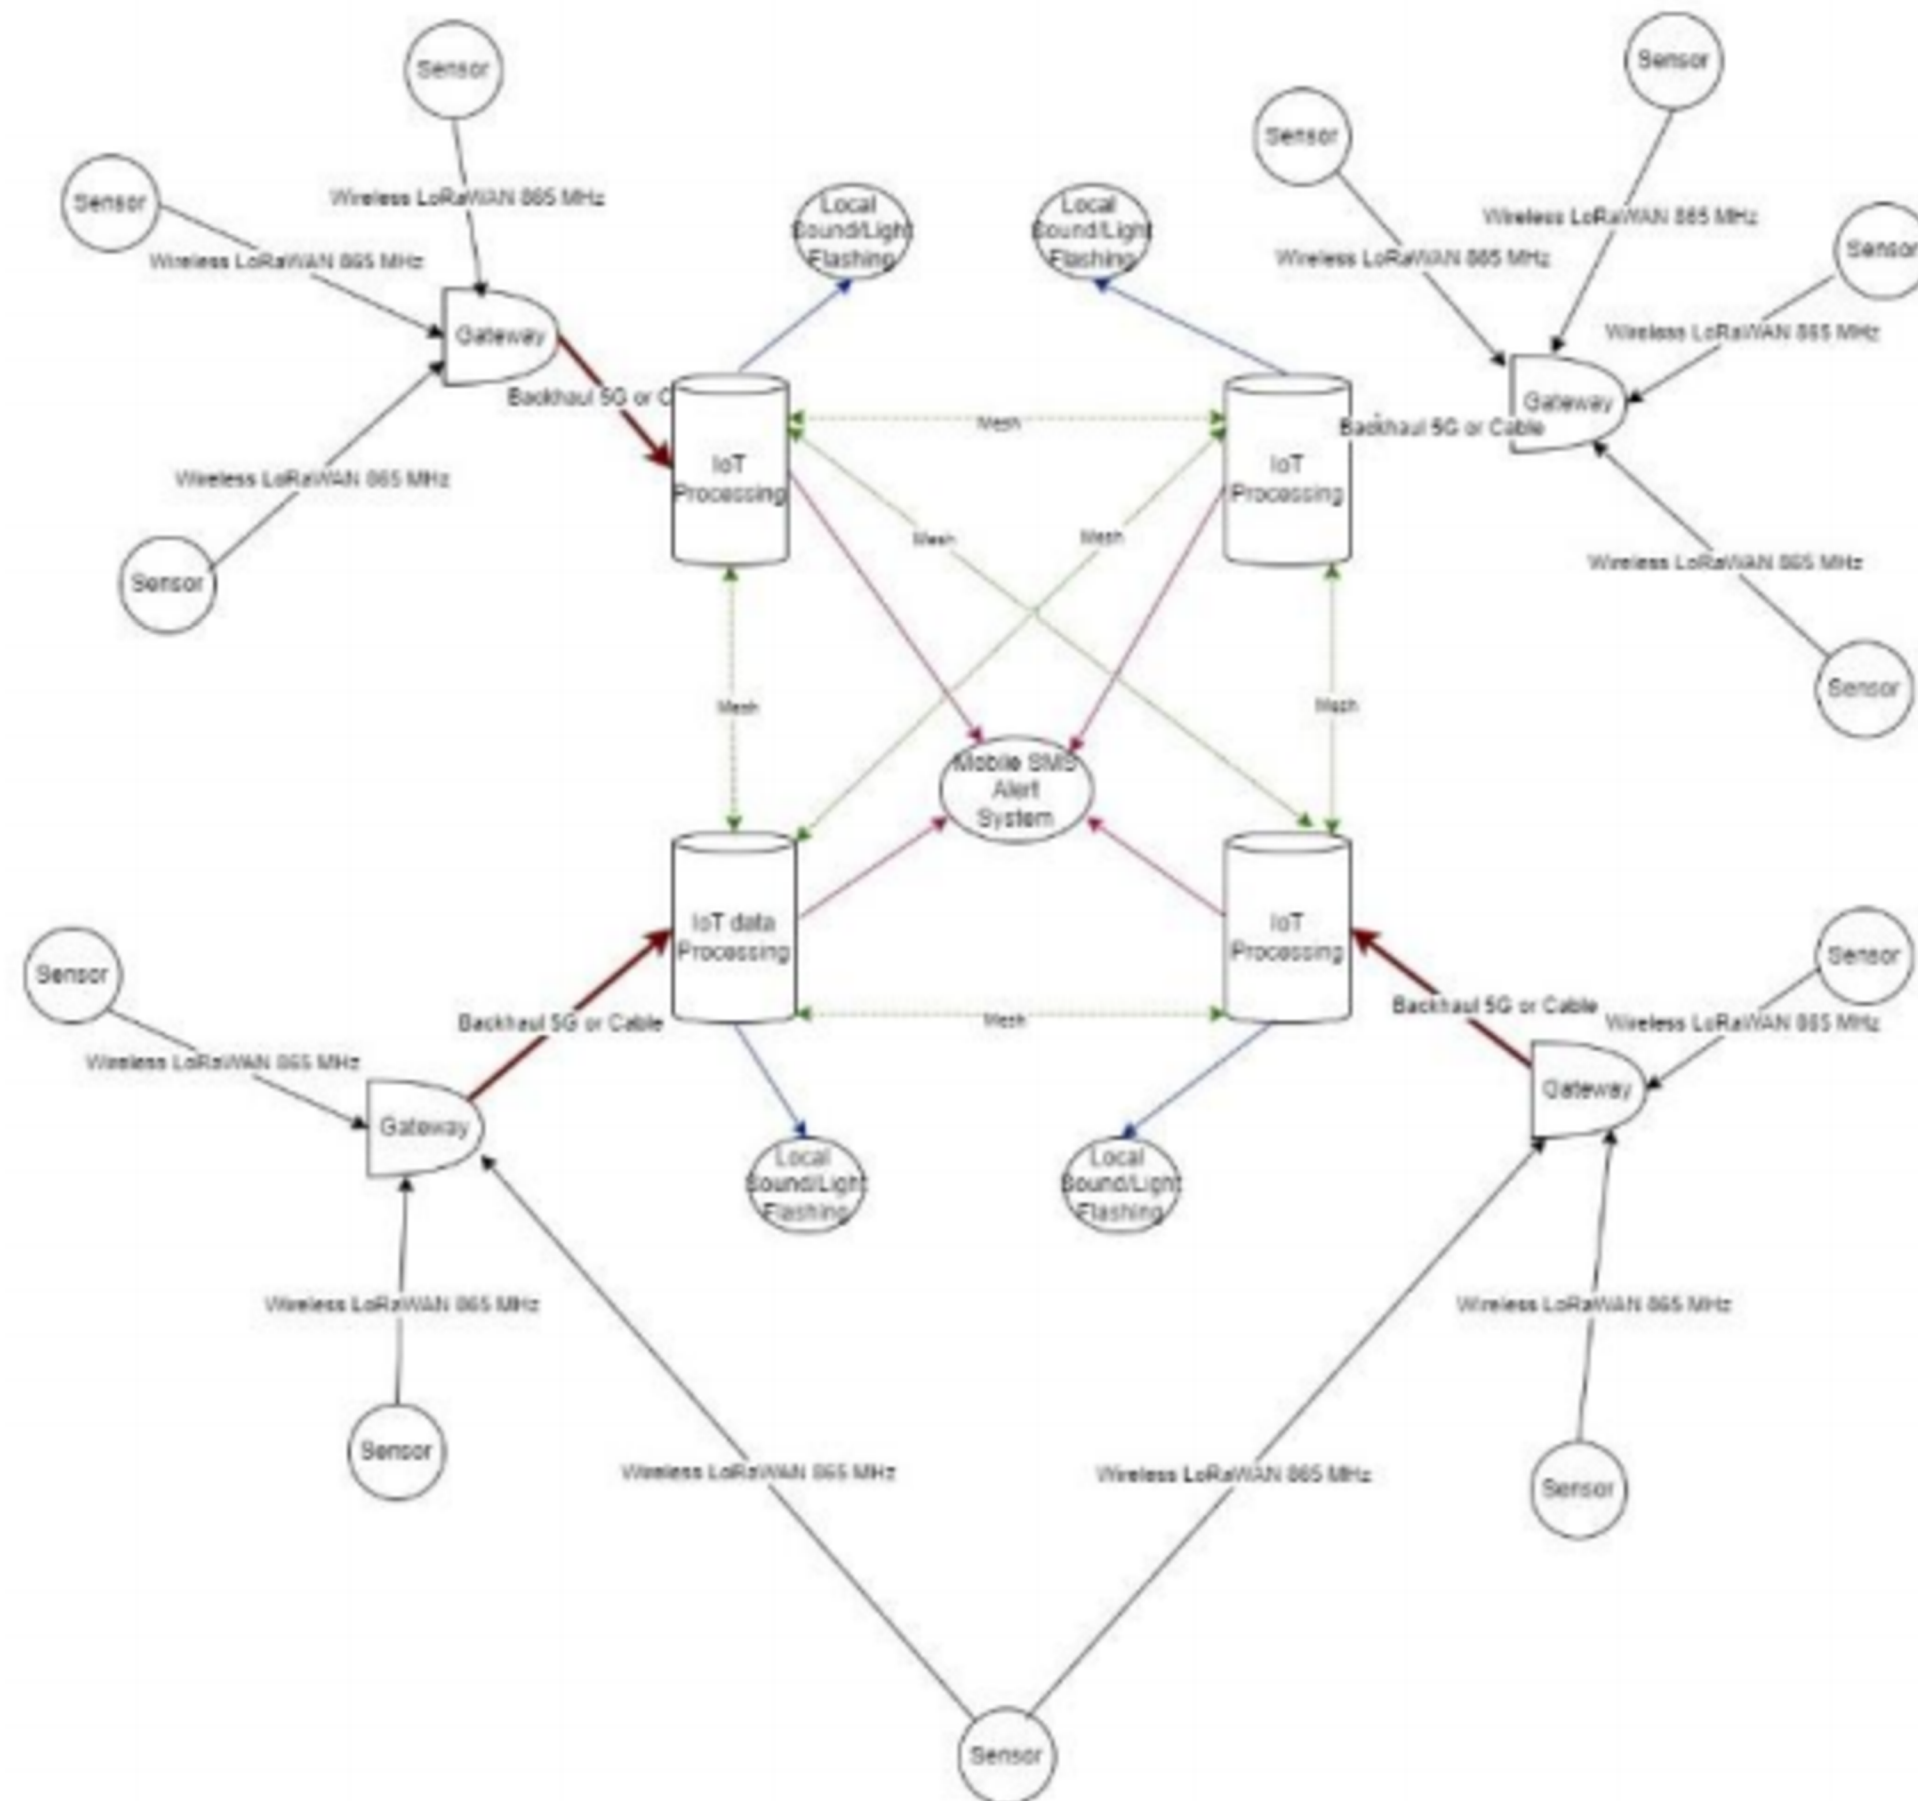 Sensor
Sensor
Sensor
Sensor
Wireless LoRaWAN 865 MHz
Local
Sound/Light
Flashing
Local
Sound/Light
Flashing
Wireless LoRaWAN 865 MHz
Sensor
Wireless LoRaWAN 865 MHz
Wireless LoRaWAN 865 MHz
Gateway
Wireless LoRaWAN 865 MHz
Backhaul 5G or C
Gateway
Backhaul 5G or Cable
Mesh
IoT
Processing
IoT
Processing
Wireless LoRaWAN 865 MHz
Mesh
Mesh
Wireless LoRaWAN 865 MHz
Sensor
Sensor
Mesh
Mesh
Mobile SMS
Alert
System
IoT data
Processing
IoT
Processing
Sensor
Sensor
Backhaul 5G or Cable
Mesh
Backhaul 5G or Cable
Wireless LoRaWAN 865 MHz
Wireless LoRaWAN 865 MHz
Gateway
Gateway
Local
Sound/Light
Flashing
Local
Sound/Light
Flashing
Wireless LoRaWAN 865 MHz
Wireless LoRaWAN 865 MHz
Sensor
Wireless LoRaWAN 865 MHz
Wireless LoRaWAN 865 MHz
Sensor
Sensor